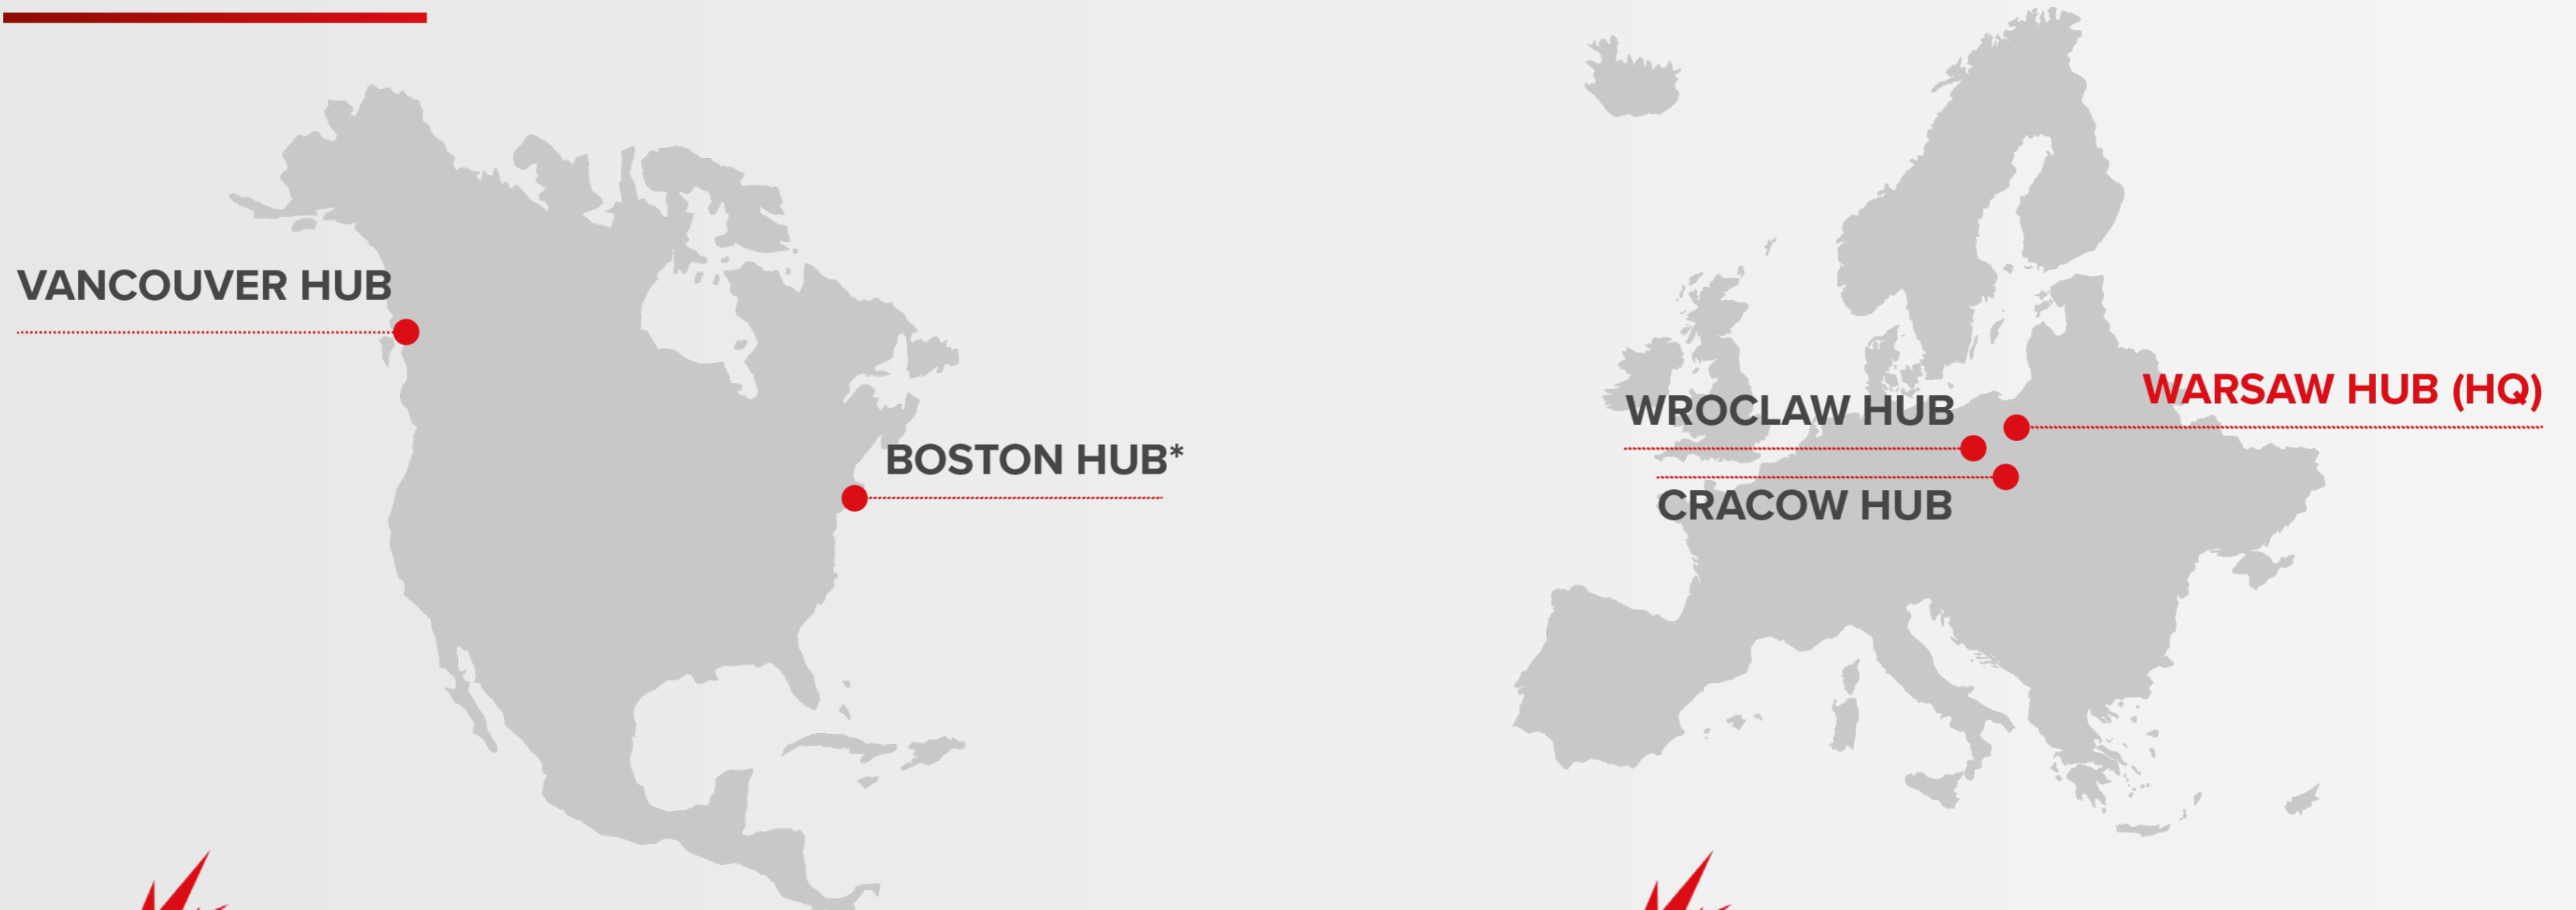 VANCOUVER HUB
BOSTON HUB*
WROCLAW HUB
WARSAW HUB (HQ)
CRACOW HUB